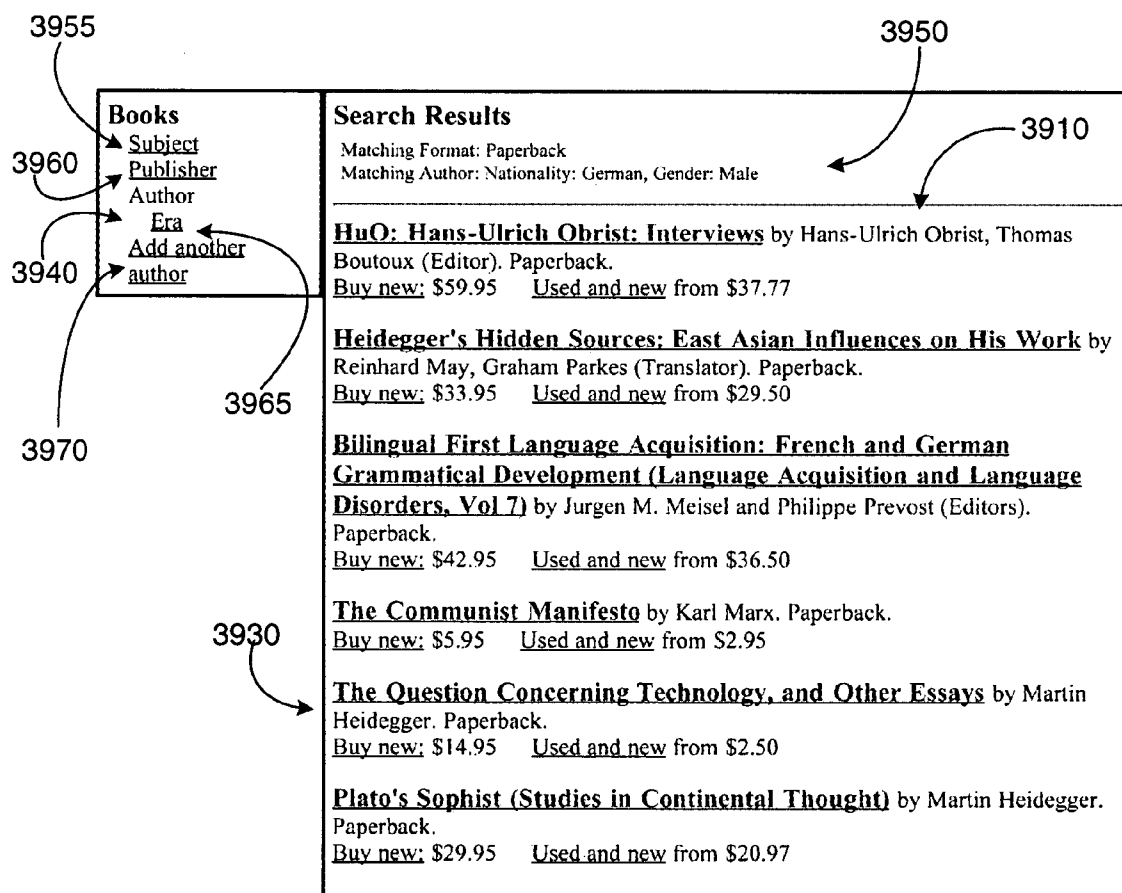 3955
3950
3910
3960
3940
3970
3965
3930
Books
Subject
Publisher
Author
Era
Add another
author
Search Results
Matching Format: Paperback
Matching Author: Nationality: German, Gender: Male
HuO: Hans-Ulrich Obrist: Interviews by Hans-Ulrich Obrist, Thomas
Boutoux (Editor). Paperback.
Buy new: $59.95 Used and new from $37.77
Heidegger's Hidden Sources: East Asian Influences on His Work by
Reinhard May, Graham Parkes (Translator). Paperback.
Buy new: $33.95 Used and new from $29.50
Bilingual First Language Acquisition: French and German
Grammatical Development (Language Acquisition and Language
Disorders, Vol 7) by Jurgen M. Meisel and Philippe Prevost (Editors).
Paperback.
Buy new: $42.95 Used and new from $36.50
The Communist Manifesto by Karl Marx. Paperback.
Buy new: $5.95 Used and new from $2.95
The Question Concerning Technology, and Other Essays by Martin
Heidegger. Paperback.
Buy new: $14.95 Used and new from $2.50
Plato's Sophist (Studies in Continental Thought) by Martin Heidegger.
Paperback.
Buy new: $29.95 Used and new from $20.97